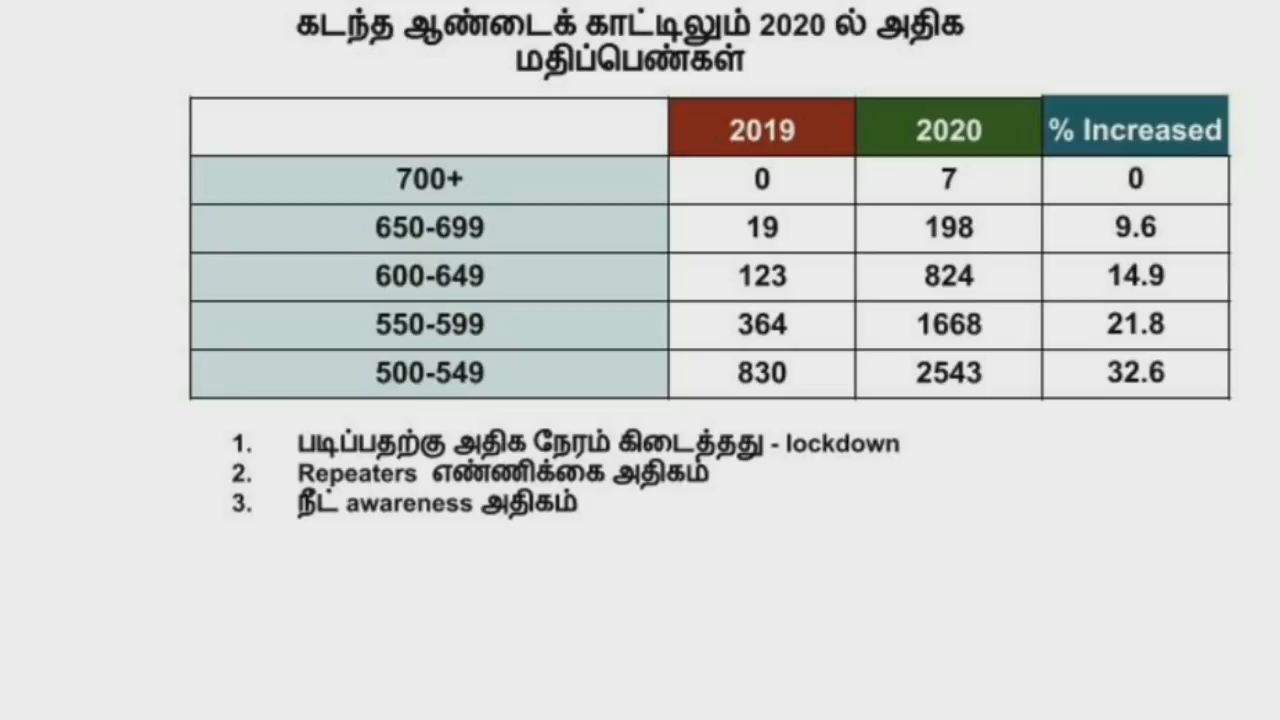 கடந்த ஆண்டைக் காட்டிலும் 2020 ல் அதிக
மதிப்பெண்கள்
2019 2020 % Increased
700+ 0 7 0
650-699 19 198 9.6
600-649 123 824 14.9
550-599 364 1668 21.8
500-549 830 2543 32.6
1. படிப்பதற்கு அதிக நேரம் கிடைத்தது - lockdown
2. Repeaters எண்ணிக்கை அதிகம்
3. நீட் awareness அதிகம்